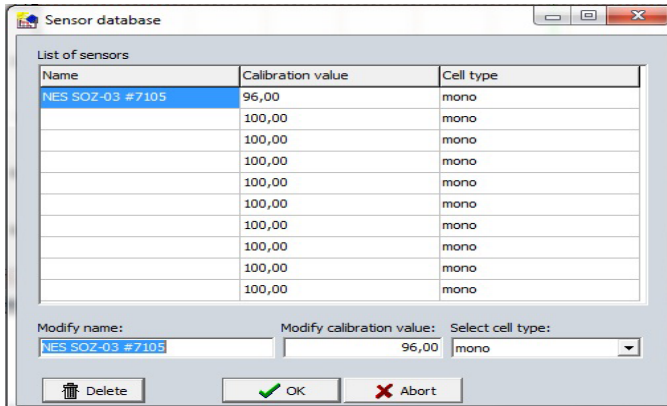 Sensor database
List of sensors
Name Calibration value Cell type
NES SOZ-03 #7105 96,00 mono
100,00 mono
100,00 mono
100,00 mono
100,00 mono
100,00 mono
100,00 mono
100,00 mono
100,00 mono
100,00 mono
Modify name: Modify calibration value: Select cell type:
NES SOZ-03 #7105 96,00 mono
Delete OK Abort